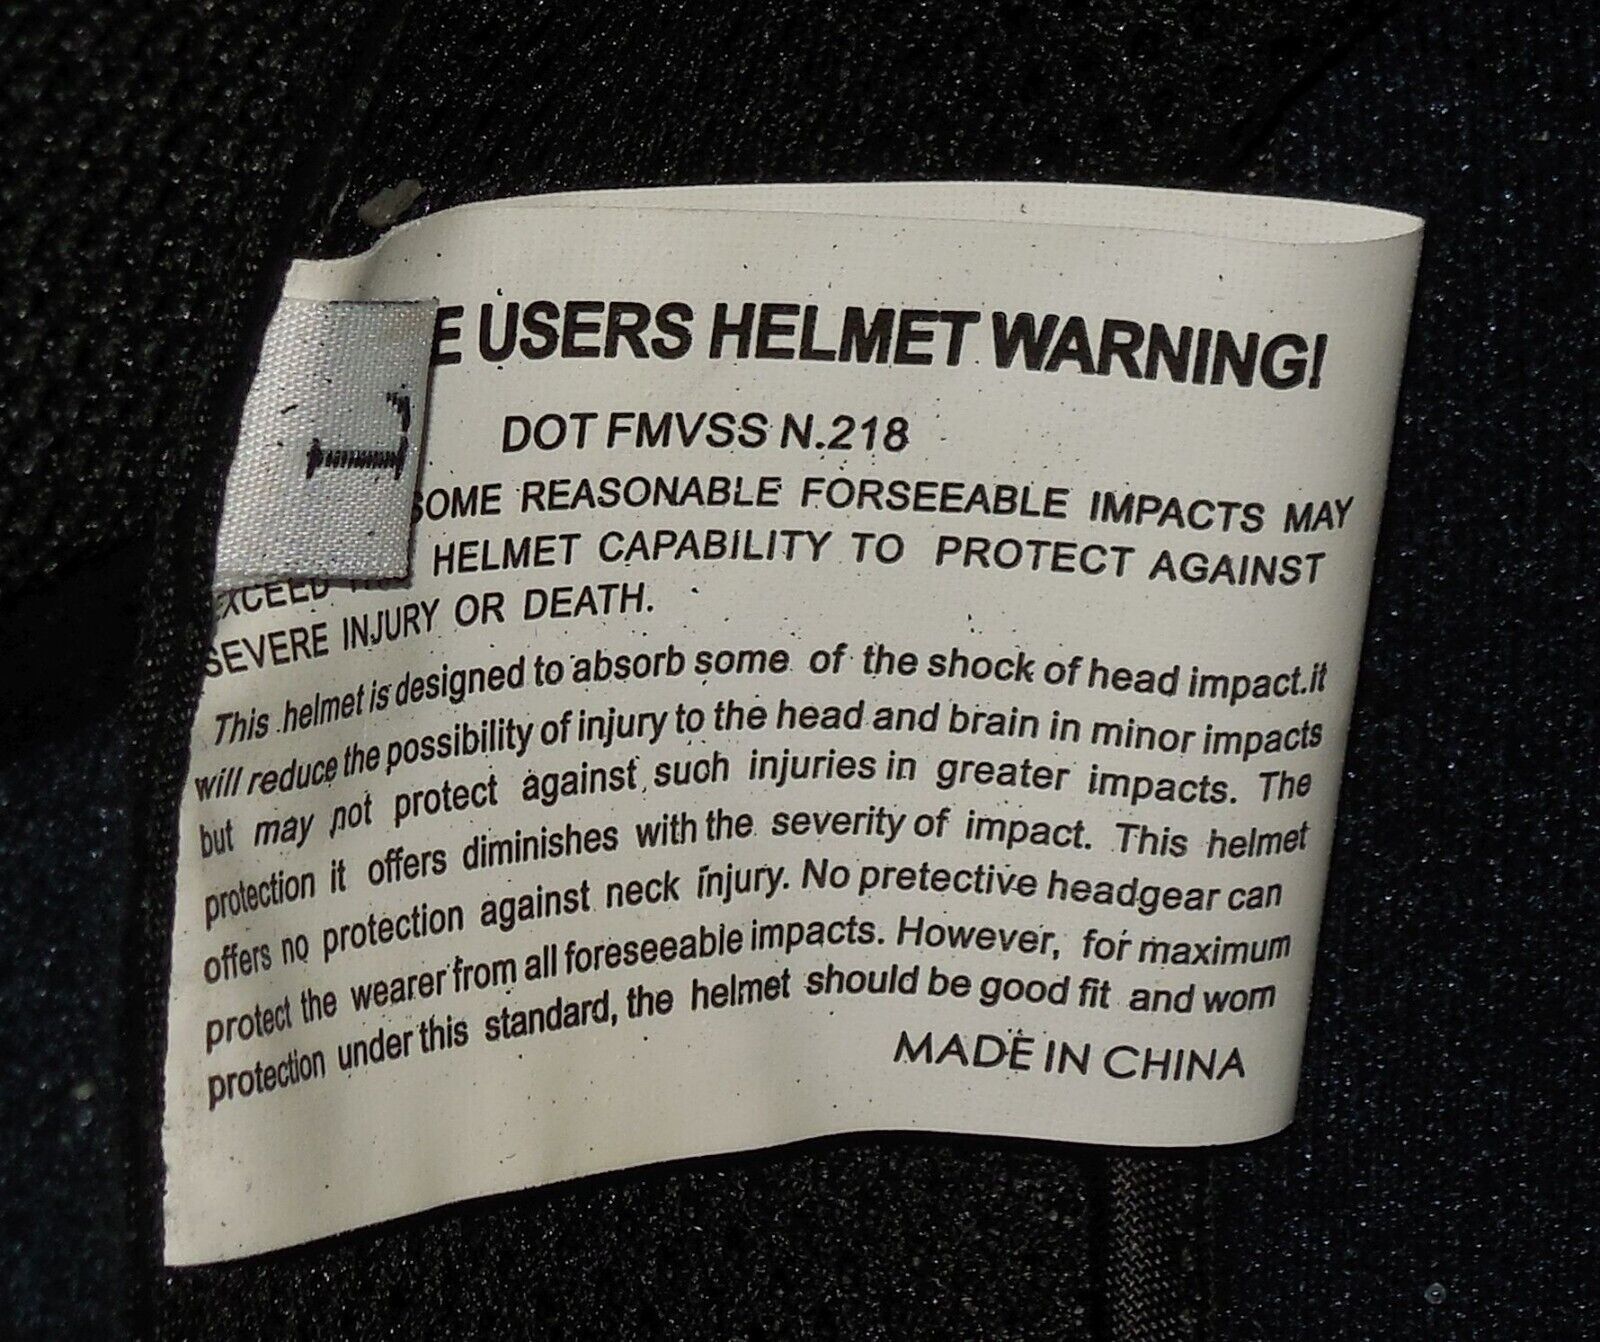 E USERS HELMET WARNING!
L
DOT FMVSS N.218
SOME REASONABLE FORSEEABLE IMPACTS MAY
EXCEED HELMET CAPABILITY TO PROTECT AGAINST
SEVERE INJURY OR DEATH.
This helmet is designed to absorb some of the shock of head impact.it
will reduce the possibility of injury to the head and brain in minor impacts
but may not protect against such injuries in greater impacts. The
protection it offers diminishes with the severity of impact. This helmet
offers no protection against neck injury. No pretective headgear can
protect the wearer from all foreseeable impacts. However, for maximum
protection under this standard, the helmet should be good fit and worn
MADE IN CHINA